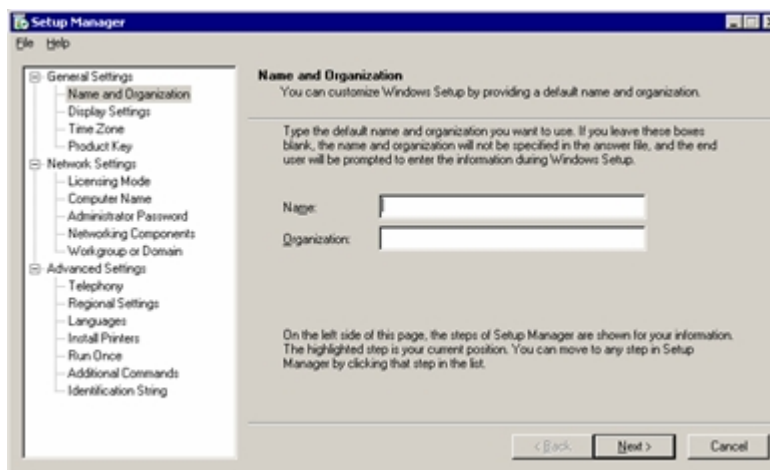 Setup Manager
File Help
General Settings
Name and Organization
Display Settings
Time Zone
Product Key
Network Settings
Licensing Mode
Computer Name
Administrator Password
Networking Components
Workgroup or Domain
Advanced Settings
Telephony
Regional Settings
Languages
Install Printers
Run Once
Additional Commands
Identification String
Name and Organization
You can customize Windows Setup by providing a default name and organization.
Type the default name and organization you want to use. If you leave these boxes
blank, the name and organization will not be specified in the answer file, and the end
user will be prompted to enter the information during Windows Setup.
Name:
Organization:
On the left side of this page, the steps of Setup Manager are shown for your information.
The highlighted step is your current position. You can move to any step in Setup
Manager by clicking that step in the list.
< Back
Next >
Cancel